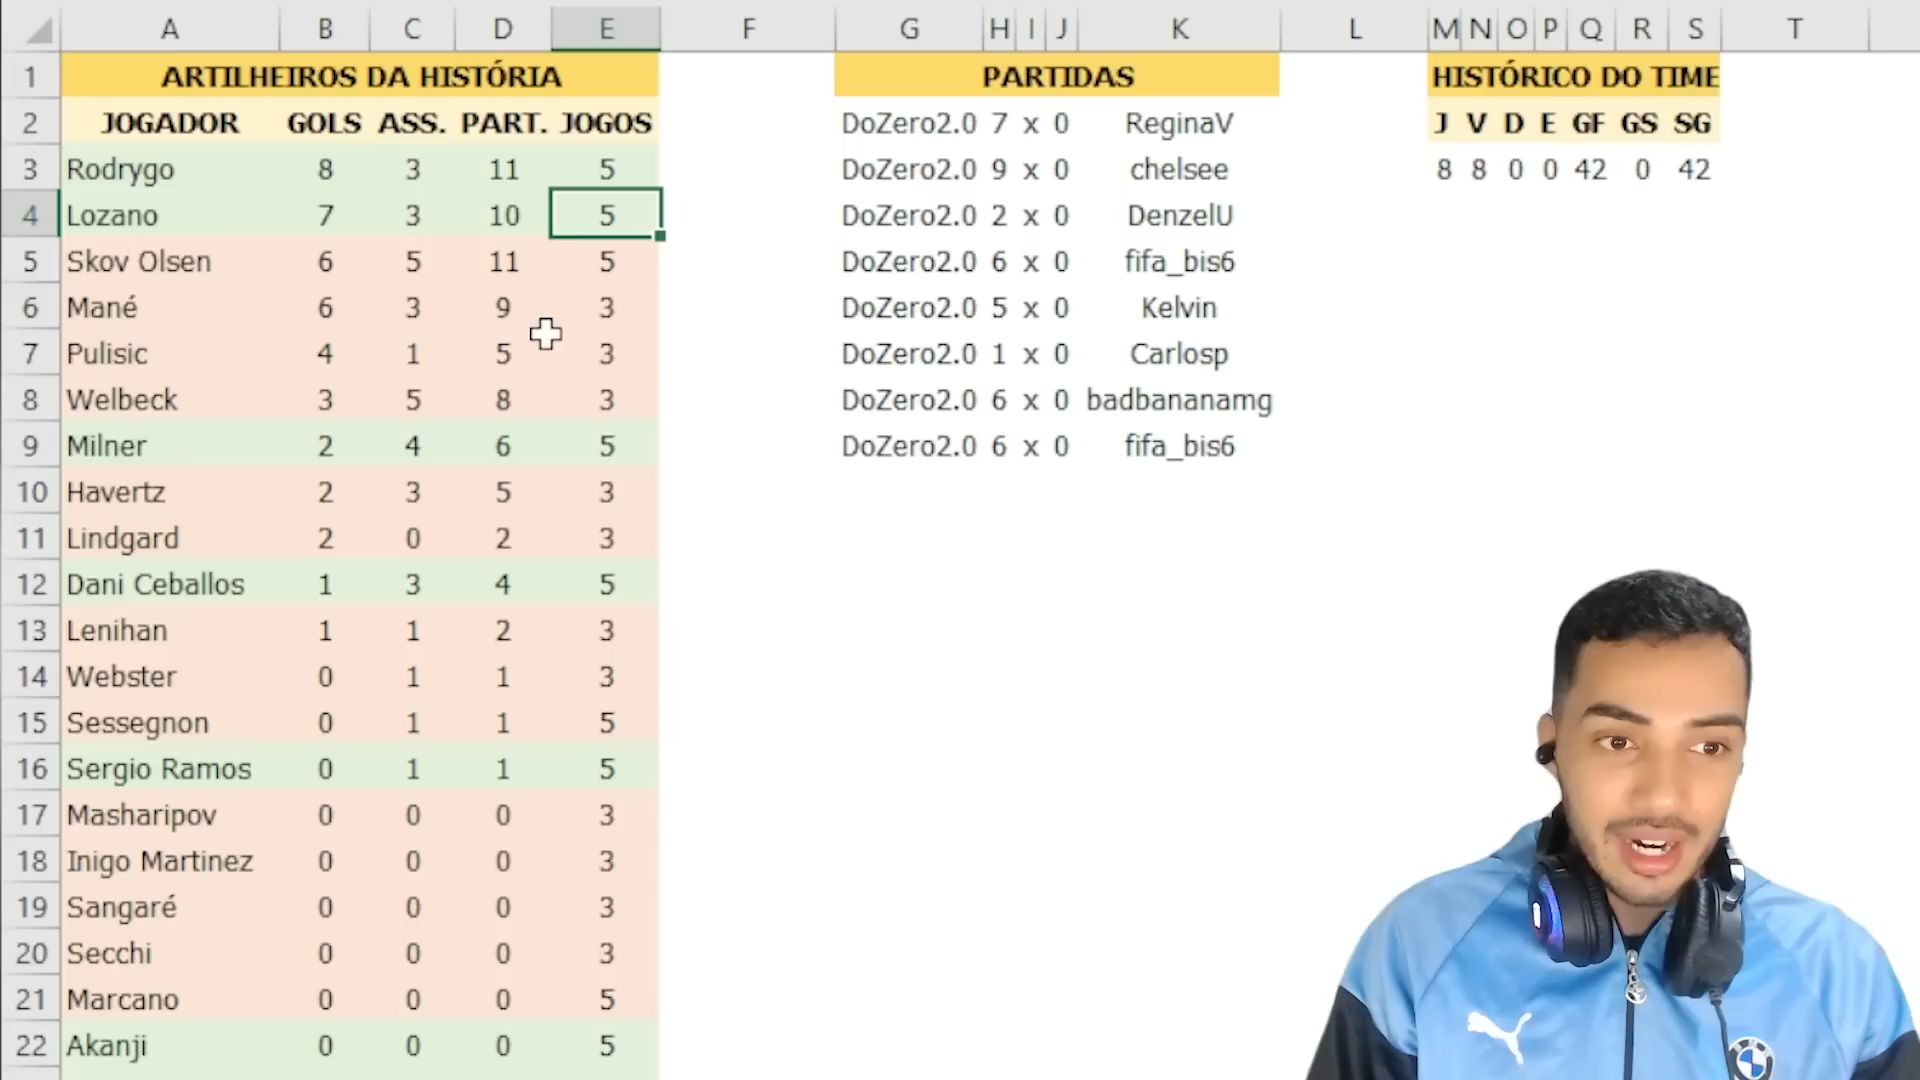 A B C D E F G H I J K L M N O P Q R S T
1 ARTILHEIROS DA HISTÓRIA PARTIDAS HISTÓRICO DO TIME
2 JOGADOR GOLS ASS. PART. JOGOS DoZero2.0 7 x 0 ReginaV J V D E GF GS SG
3 Rodrygo 8 3 11 5 DoZero2.0 9 x 0 chelsee 8 8 0 0 42 0 42
4 Lozano 7 3 10 5 DoZero2.0 2 x 0 DenzelU
5 Skov Olsen 6 5 11 5 DoZero2.0 6 x 0 fifa_bis6
6 Mané 6 3 9 3 DoZero2.0 5 x 0 Kelvin
7 Pulisic 4 1 5 3 DoZero2.0 1 x 0 Carlosp
8 Welbeck 3 5 8 3 DoZero2.0 6 x 0 badbananamg
9 Milner 2 4 6 5 DoZero2.0 6 x 0 fifa_bis6
10 Havertz 2 3 5 3
11 Lindgard 2 0 2 3
12 Dani Ceballos 1 3 4 5
13 Lenihan 1 1 2 3
14 Webster 0 1 1 3
15 Sessegnon 0 1 1 5
16 Sergio Ramos 0 1 1 5
17 Masharipov 0 0 0 3
18 Inigo Martinez 0 0 0 3
19 Sangaré 0 0 0 3
20 Secchi 0 0 0 3
21 Marcano 0 0 0 5
22 Akanji 0 0 0 5
BMW